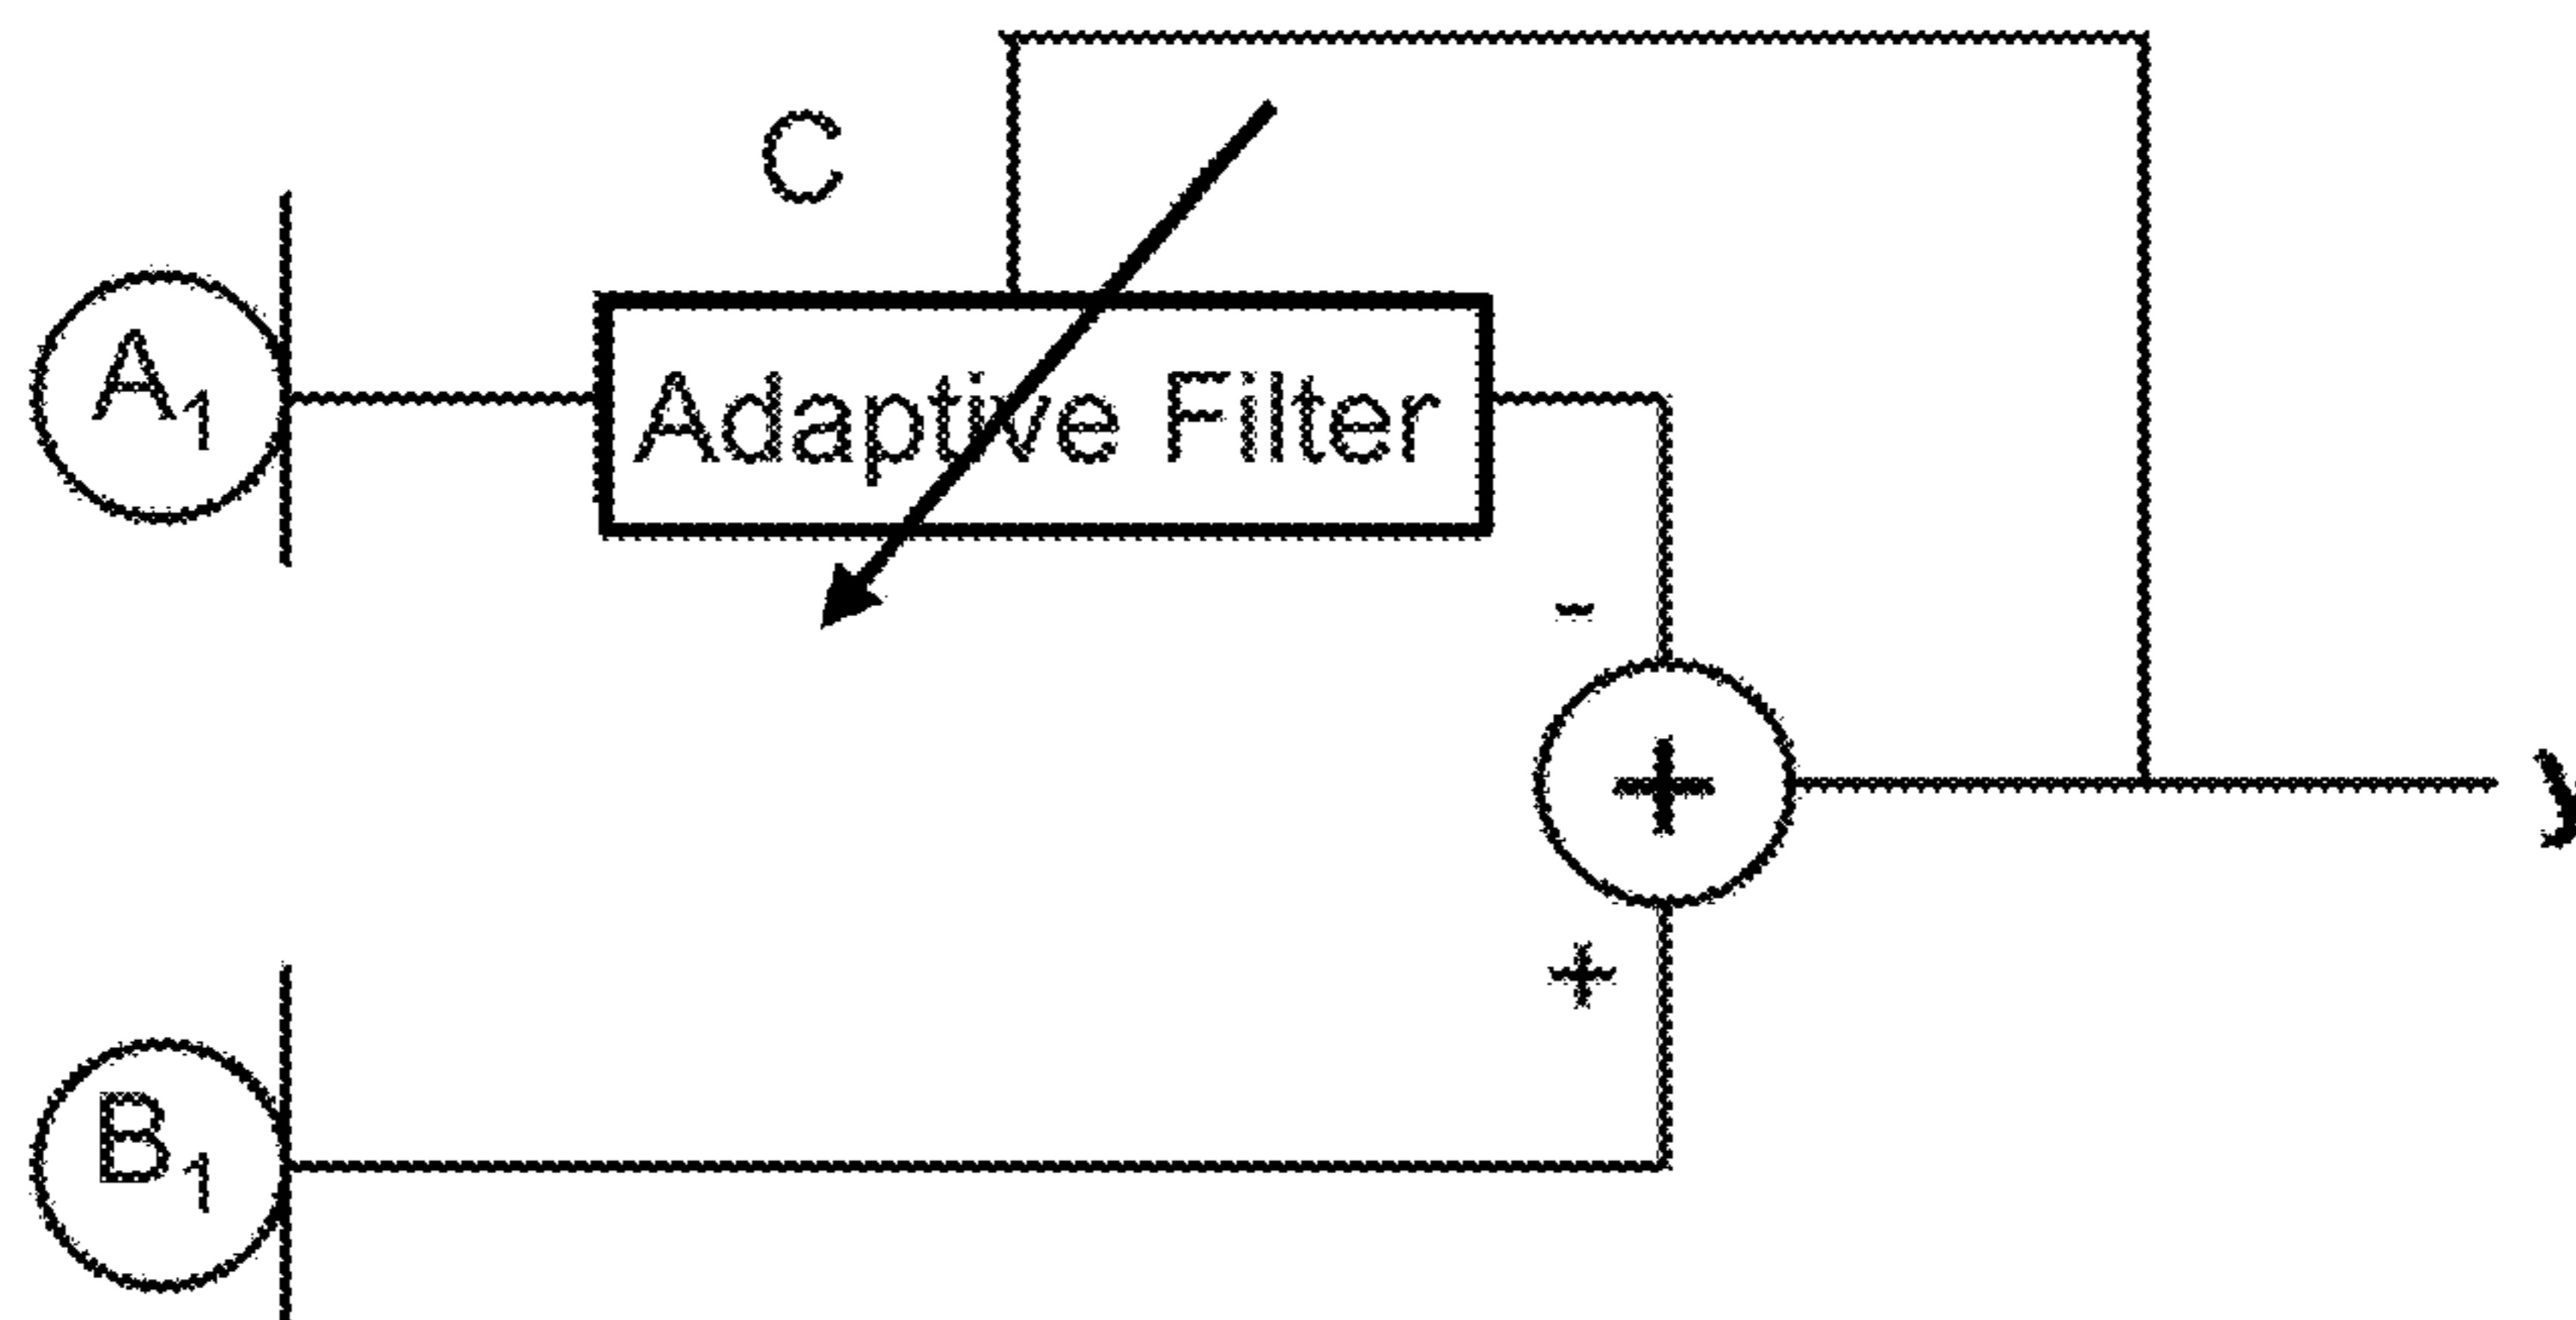 C
A₁
Adaptive Filter
-
+
y
+
B₁